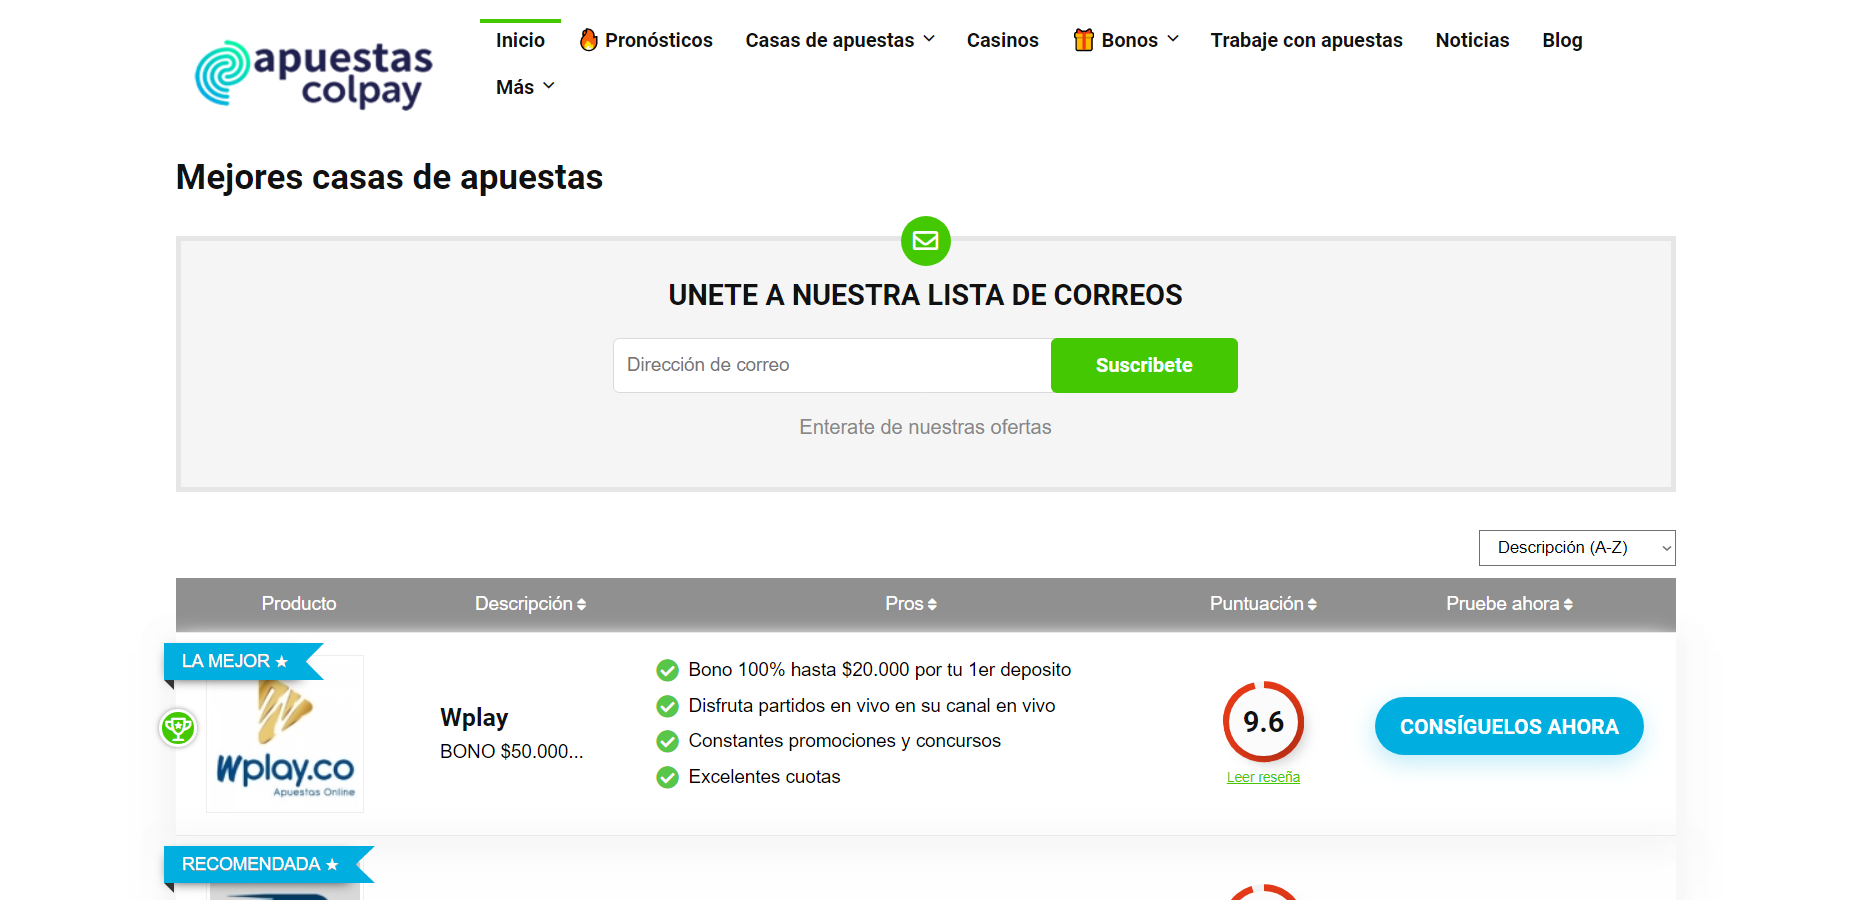 apuestas
colpay
Inicio
Pronósticos
Casas de apuestas
Casinos
Bonos
Trabaje con apuestas
Noticias
Blog
Más
Mejores casas de apuestas
UNETE A NUESTRA LISTA DE CORREOS
Dirección de correo
Suscribete
Enterate de nuestras ofertas
Descripción (A-Z)
Producto
Descripción
Pros
Puntuación
Pruebe ahora
LA MEJOR ★
Wplay.co
Apuestas Online
Wplay
BONO $50.000...
Bono 100% hasta $20.000 por tu 1er deposito
Disfruta partidos en vivo en su canal en vivo
Constantes promociones y concursos
Excelentes cuotas
9.6
Leer reseña
CONSÍGUELOS AHORA
RECOMENDADA ★